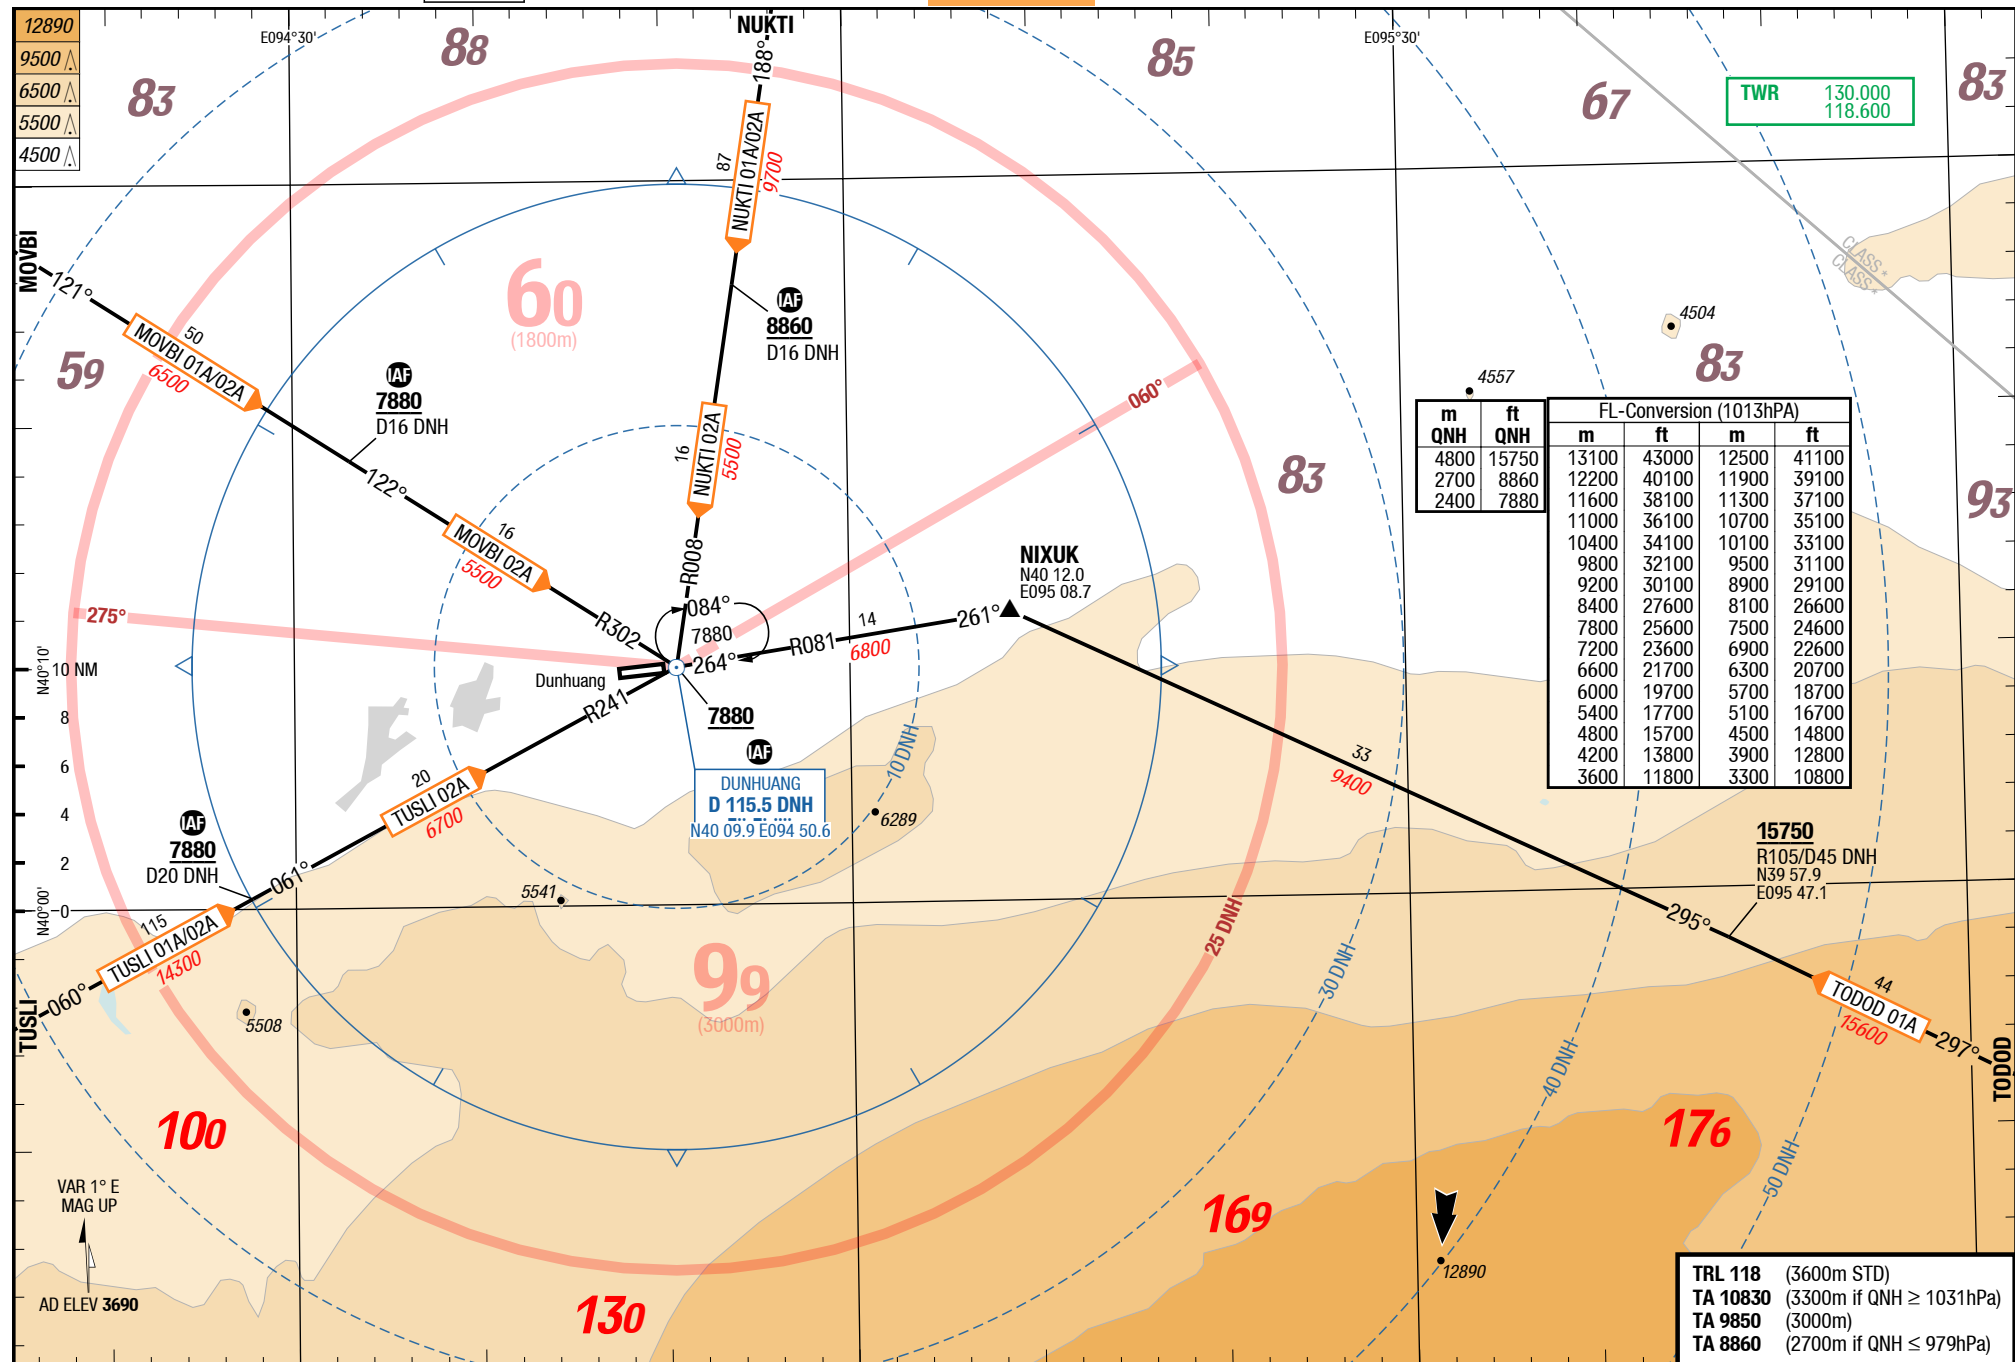 12890
9500
6500
5500
4500
E094°30'
E095°30'
NUKTI
188°
83
88
85
67
83
TWR 130.000
118.600
CLASS *
CLASS *
87
NUKTI 01A/02A
9700
MOVBI
121°
50
MOVBI 01A/02A
6500
59
60
(1800m)
IAF
8860
D16 DNH
IAF
7880
D16 DNH
122°
16
MOVBI 02A
5500
R302
16
NUKTI 02A
5500
R008
060°
4504
83
4557
83
93
m ft
QNH QNH
4800 15750
2700 8860
2400 7880
FL-Conversion (1013hPA)
m ft m ft
13100 43000 12500 41100
12200 40100 11900 39100
11600 38100 11300 37100
11000 36100 10700 35100
10400 34100 10100 33100
9800 32100 9500 31100
9200 30100 8900 29100
8400 27600 8100 26600
7800 25600 7500 24600
7200 23600 6900 22600
6600 21700 6300 20700
6000 19700 5700 18700
5400 17700 5100 16700
4800 15700 4500 14800
4200 13800 3900 12800
3600 11800 3300 10800
NIXUK
N40 12.0
E095 08.7
275°
084°
7880
264°
R081
14
6800
261°
N40°10'
10 NM
8
6
4
2
0
N40°00'
Dunhuang
R241
7880
IAF
DUNHUANG
D 115.5 DNH
N40 09.9 E094 50.6
10 DNH
6289
33
9400
20
TUSLI 02A
6700
IAF
7880
D20 DNH
061°
5541
115
TUSLI 01A/02A
14300
060°
TUSLI
5508
99
(3000m)
25 DNH
30 DNH
40 DNH
50 DNH
15750
R105/D45 DNH
N39 57.9
E095 47.1
295°
44
TODOD 01A
15600
297°
TODOD
100
176
169
130
12890
VAR 1° E
MAG UP
AD ELEV 3690
TRL 118 (3600m STD)
TA 10830 (3300m if QNH ≥ 1031hPa)
TA 9850 (3000m)
TA 8860 (2700m if QNH ≤ 979hPa)